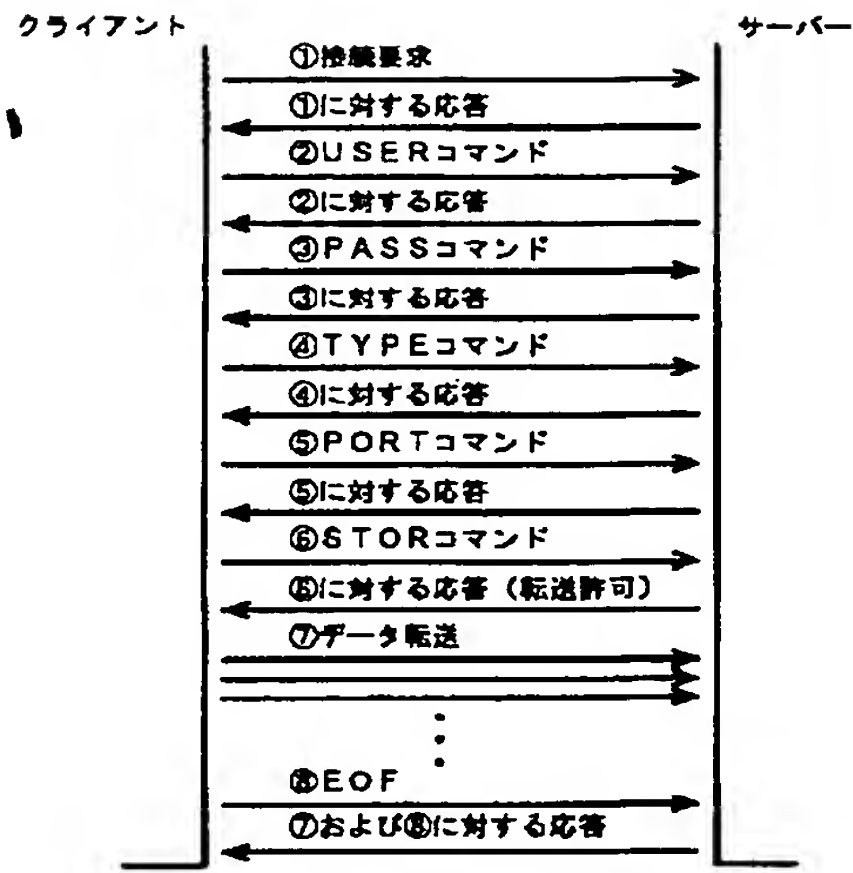 クライアント
サーバー
①接続要求
①に対する応答
②USERコマンド
②に対する応答
③PASSコマンド
③に対する応答
④TYPEコマンド
④に対する応答
⑤PORTコマンド
⑤に対する応答
⑥STORコマンド
⑥に対する応答（転送許可）
⑦データ転送
⑧EOF
⑦および⑧に対する応答